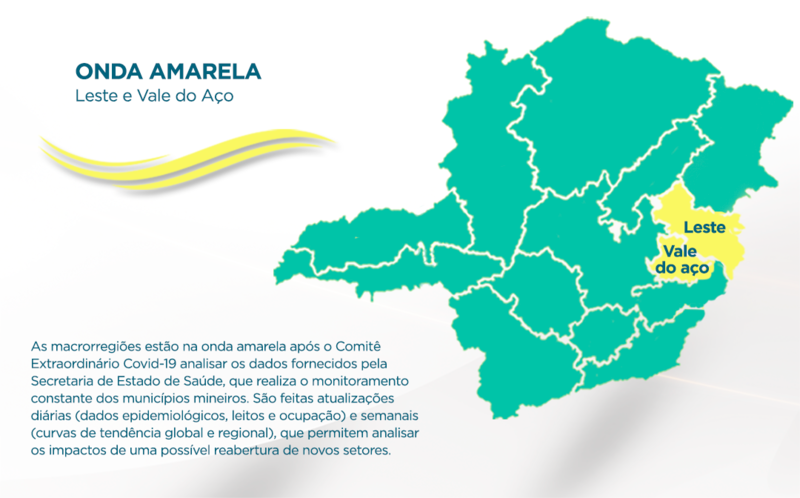 ONDA AMARELA
Leste e Vale do Aço
Leste
Vale
do aço
As macrorregiões estão na onda amarela após o Comitê
Extraordinário Covid-19 analisar os dados fornecidos pela
Secretaria de Estado de Saúde, que realiza o monitoramento
constante dos municípios mineiros. São feitas atualizações
diárias (dados epidemiológicos, leitos e ocupação) e semanais
(curvas de tendência global e regional), que permitem analisar
os impactos de uma possível reabertura de novos setores.